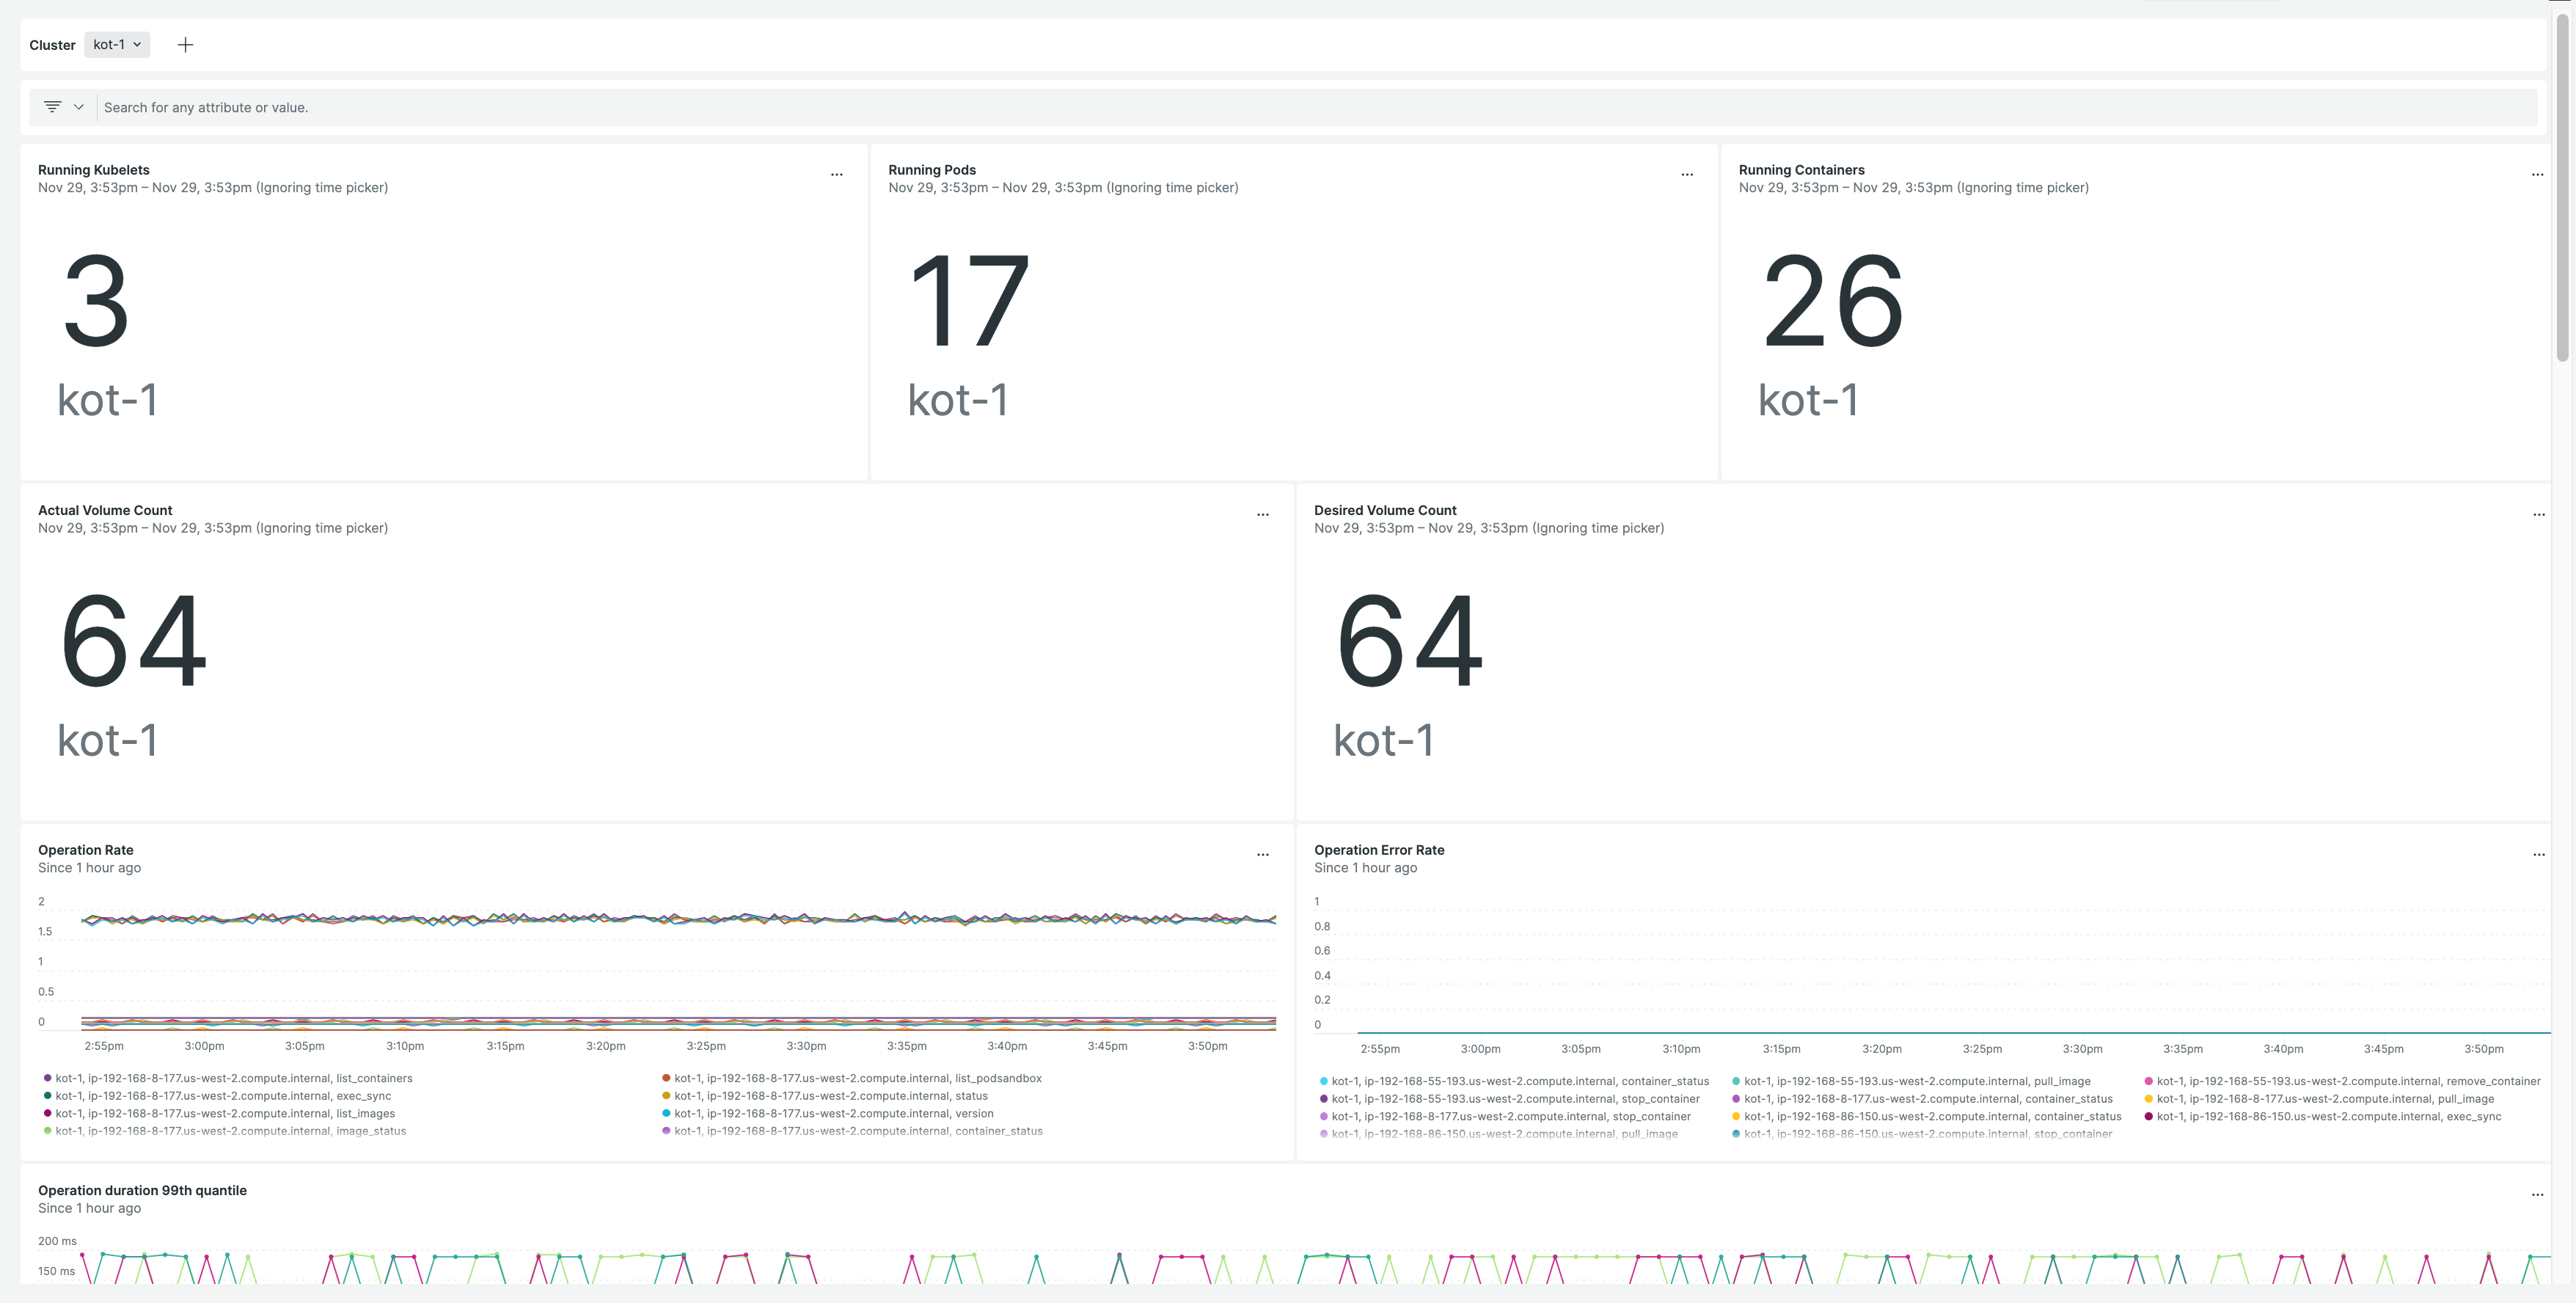 Cluster kot-1
Search for any attribute or value.
Running Kubelets
Nov 29, 3:53pm – Nov 29, 3:53pm (Ignoring time picker)
3
kot-1
Running Pods
Nov 29, 3:53pm – Nov 29, 3:53pm (Ignoring time picker)
17
kot-1
Running Containers
Nov 29, 3:53pm – Nov 29, 3:53pm (Ignoring time picker)
26
kot-1
Actual Volume Count
Nov 29, 3:53pm – Nov 29, 3:53pm (Ignoring time picker)
64
kot-1
Desired Volume Count
Nov 29, 3:53pm – Nov 29, 3:53pm (Ignoring time picker)
64
kot-1
Operation Rate
Since 1 hour ago
2
1.5
1
0.5
0
2:55pm 3:00pm 3:05pm 3:10pm 3:15pm 3:20pm 3:25pm 3:30pm 3:35pm 3:40pm 3:45pm 3:50pm
kot-1, ip-192-168-8-177.us-west-2.compute.internal, list_containers
kot-1, ip-192-168-8-177.us-west-2.compute.internal, list_podsandbox
kot-1, ip-192-168-8-177.us-west-2.compute.internal, exec_sync
kot-1, ip-192-168-8-177.us-west-2.compute.internal, status
kot-1, ip-192-168-8-177.us-west-2.compute.internal, list_images
kot-1, ip-192-168-8-177.us-west-2.compute.internal, version
kot-1, ip-192-168-8-177.us-west-2.compute.internal, image_status
kot-1, ip-192-168-8-177.us-west-2.compute.internal, container_status
Operation Error Rate
Since 1 hour ago
1
0.8
0.6
0.4
0.2
0
2:55pm 3:00pm 3:05pm 3:10pm 3:15pm 3:20pm 3:25pm 3:30pm 3:35pm 3:40pm 3:45pm 3:50pm
kot-1, ip-192-168-55-193.us-west-2.compute.internal, container_status
kot-1, ip-192-168-55-193.us-west-2.compute.internal, pull_image
kot-1, ip-192-168-55-193.us-west-2.compute.internal, remove_container
kot-1, ip-192-168-55-193.us-west-2.compute.internal, stop_container
kot-1, ip-192-168-8-177.us-west-2.compute.internal, container_status
kot-1, ip-192-168-8-177.us-west-2.compute.internal, pull_image
kot-1, ip-192-168-8-177.us-west-2.compute.internal, stop_container
kot-1, ip-192-168-86-150.us-west-2.compute.internal, container_status
kot-1, ip-192-168-86-150.us-west-2.compute.internal, exec_sync
kot-1, ip-192-168-86-150.us-west-2.compute.internal, pull_image
kot-1, ip-192-168-86-150.us-west-2.compute.internal, stop_container
Operation duration 99th quantile
Since 1 hour ago
200 ms
150 ms